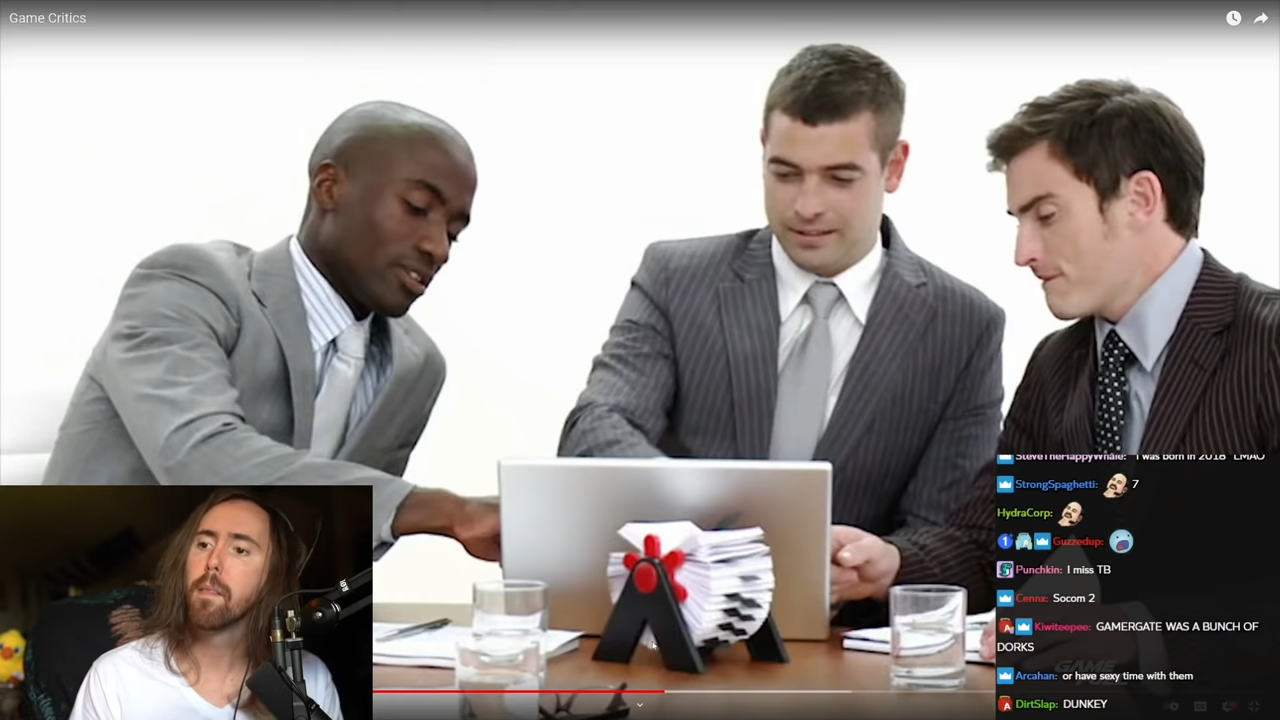 Game Critics
SteveTheHappyWhale: "I was born in 2018" LMAO
StrongSpaghetti: 7
HydraCorp:
1 Guzzedup:
Punchkin: I miss TB
Cennx: Socom 2
Kiwiteepee: GAMERGATE WAS A BUNCH OF
DORKS
Arcahan: or have sexy time with them
DirtSlap: DUNKEY